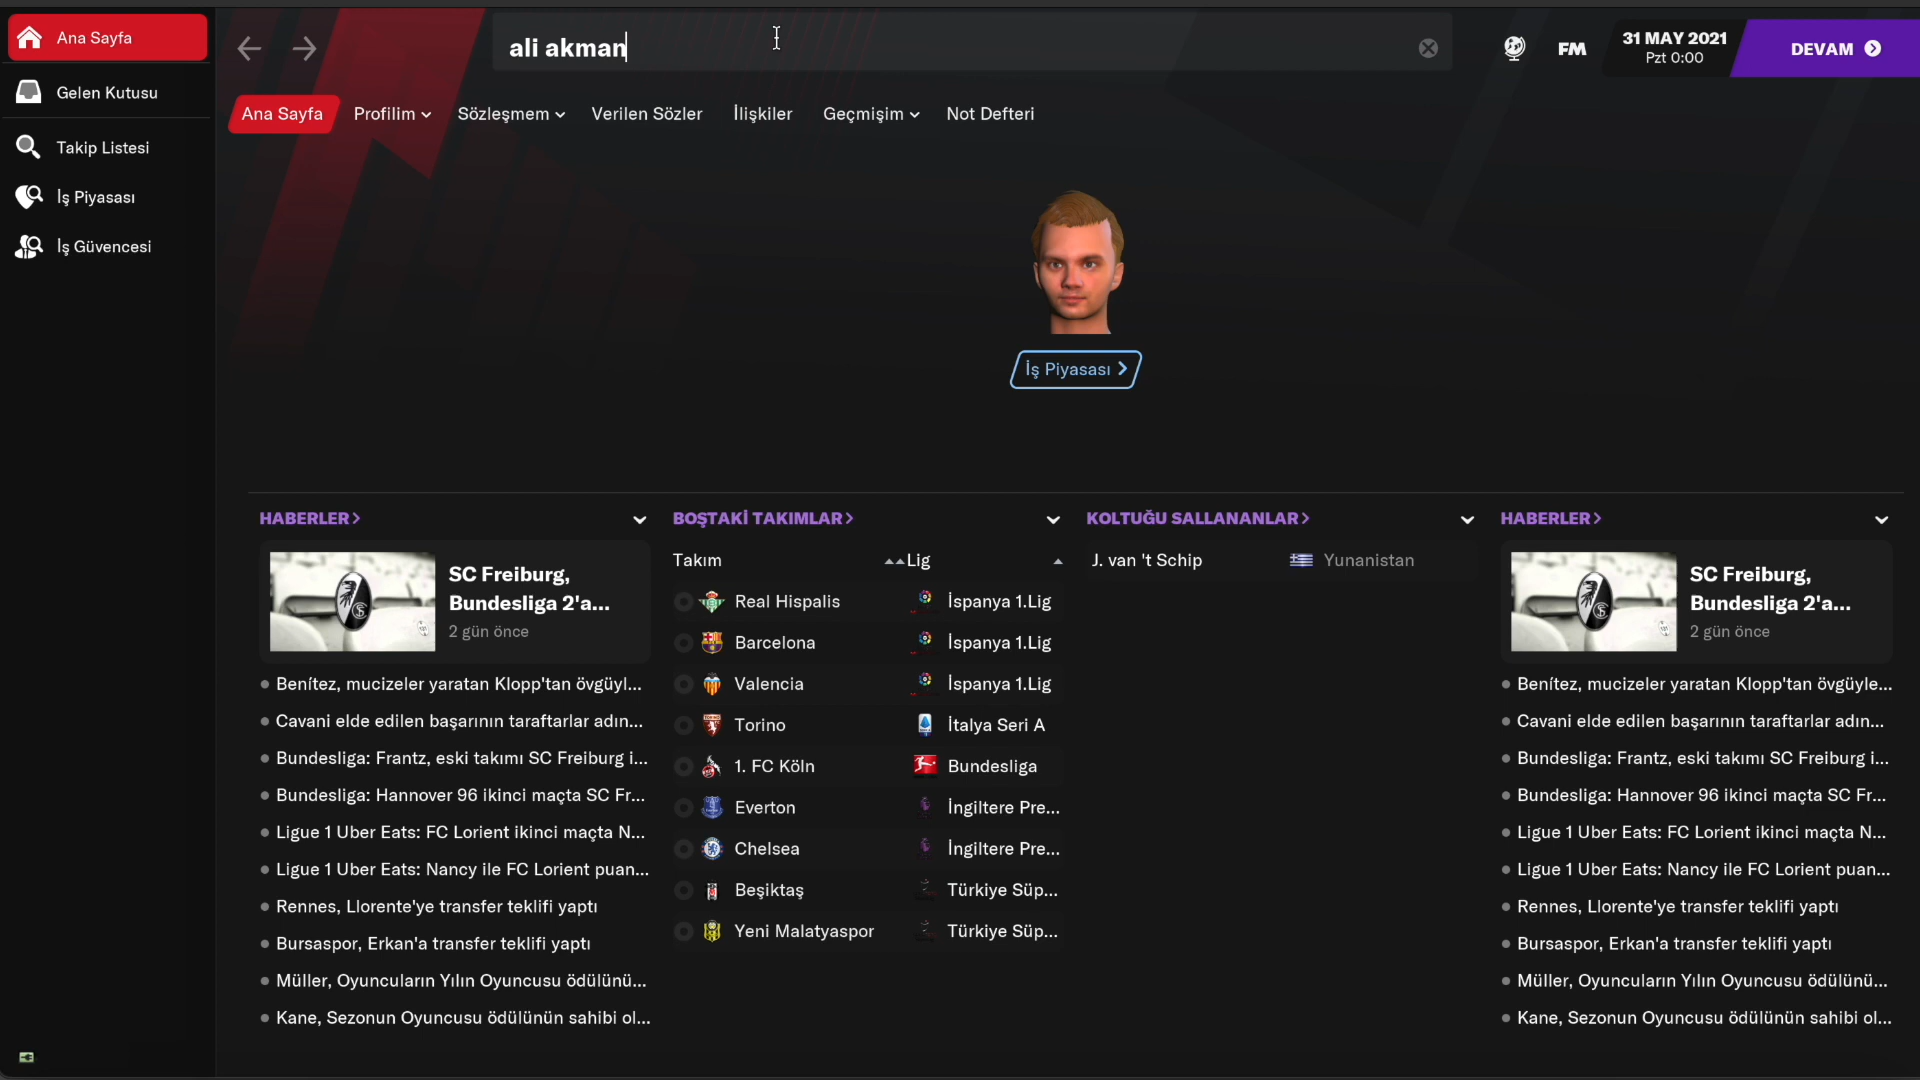 Ana Sayfa
Gelen Kutusu
Takip Listesi
İş Piyasası
İş Güvencesi
ali akman
FM
31 MAY 2021
Pzt 0:00
DEVAM
Ana Sayfa
Profilim
Sözleşmem
Verilen Sözler
İlişkiler
Geçmişim
Not Defteri
İş Piyasası
HABERLER
SC Freiburg,
Bundesliga 2'a...
2 gün önce
Benítez, mucizeler yaratan Klopp'tan övgüyl...
Cavani elde edilen başarının taraftarlar adın...
Bundesliga: Frantz, eski takımı SC Freiburg i...
Bundesliga: Hannover 96 ikinci maçta SC Fr...
Ligue 1 Uber Eats: FC Lorient ikinci maçta N...
Ligue 1 Uber Eats: Nancy ile FC Lorient puan...
Rennes, Llorente'ye transfer teklifi yaptı
Bursaspor, Erkan'a transfer teklifi yaptı
Müller, Oyuncuların Yılın Oyuncusu ödülünü...
Kane, Sezonun Oyuncusu ödülünün sahibi ol...
BOŞTAKİ TAKIMLAR
Takım Lig
Real Hispalis İspanya 1.Lig
Barcelona İspanya 1.Lig
Valencia İspanya 1.Lig
Torino İtalya Seri A
1. FC Köln Bundesliga
Everton İngiltere Pre...
Chelsea İngiltere Pre...
Beşiktaş Türkiye Süp...
Yeni Malatyaspor Türkiye Süp...
KOLTUĞU SALLANANLAR
J. van 't Schip Yunanistan
HABERLER
SC Freiburg,
Bundesliga 2'a...
2 gün önce
Benítez, mucizeler yaratan Klopp'tan övgüyle...
Cavani elde edilen başarının taraftarlar adın...
Bundesliga: Frantz, eski takımı SC Freiburg i...
Bundesliga: Hannover 96 ikinci maçta SC Fr...
Ligue 1 Uber Eats: FC Lorient ikinci maçta N...
Ligue 1 Uber Eats: Nancy ile FC Lorient puan...
Rennes, Llorente'ye transfer teklifi yaptı
Bursaspor, Erkan'a transfer teklifi yaptı
Müller, Oyuncuların Yılın Oyuncusu ödülünü...
Kane, Sezonun Oyuncusu ödülünün sahibi ol...